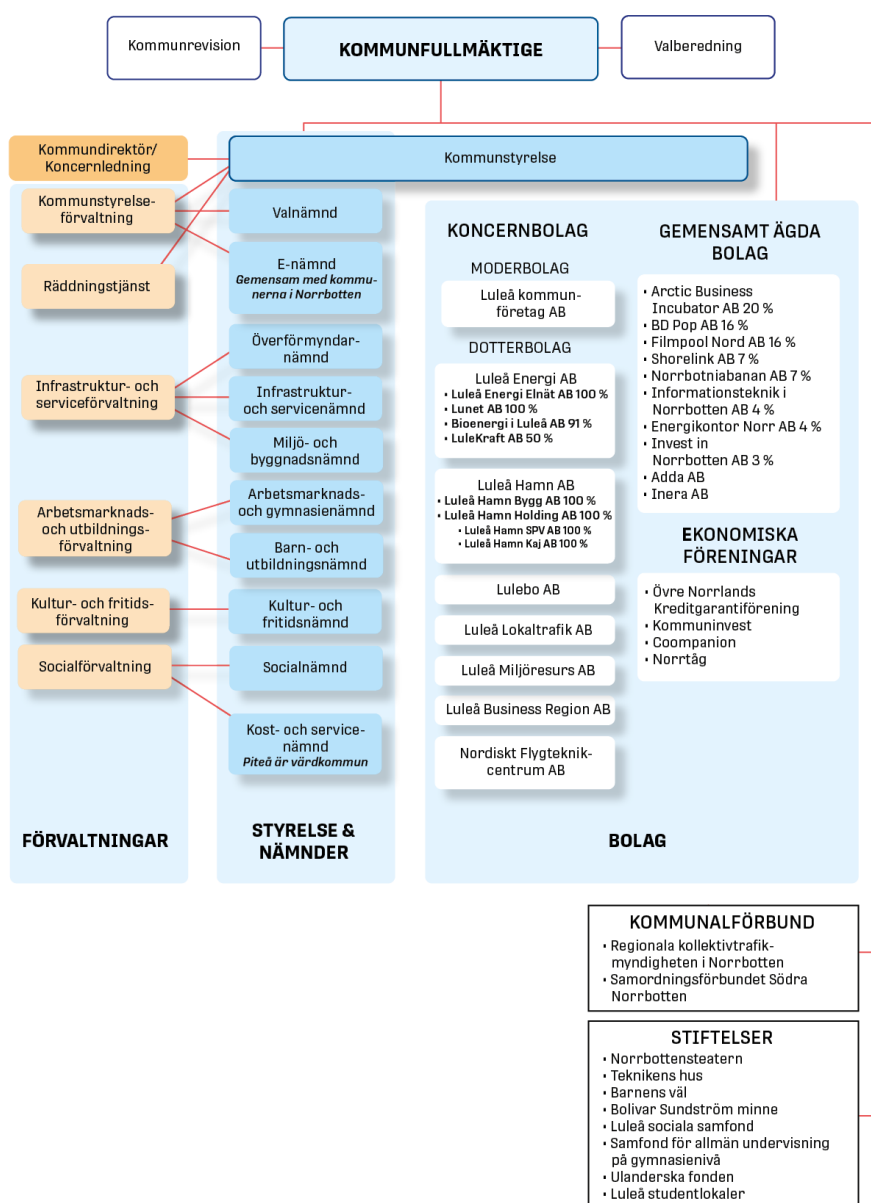 Kommunrevision
KOMMUNFULLMÄKTIGE
Valberedning
Kommundirektör/
Koncernledning
Kommunstyrelse
Kommunstyrelse-
förvaltning
Räddningstjänst
Infrastruktur- och
serviceförvaltning
Arbetsmarknads-
och utbildnings-
förvaltning
Kultur- och fritids-
förvaltning
Socialförvaltning
FÖRVALTNINGAR
Valnämnd
E-nämnd
Gemensam med kommu-
nerna i Norrbotten
Överförmyndar-
nämnd
Infrastruktur-
och servicenämnd
Miljö- och
byggnadsnämnd
Arbetsmarknads-
och gymnasienämnd
Barn- och
utbildningsnämnd
Kultur- och
fritidsnämnd
Socialnämnd
Kost- och service-
nämnd
Piteå är värdkommun
STYRELSE &
NÄMNDER
KONCERNBOLAG
MODERBOLAG
Luleå kommun-
företag AB
DOTTERBOLAG
Luleå Energi AB
• Luleå Energi Elnät AB 100 %
• Lunet AB 100 %
• Bioenergi i Luleå AB 91 %
• LuleKraft AB 50 %
Luleå Hamn AB
• Luleå Hamn Bygg AB 100 %
• Luleå Hamn Holding AB 100 %
• Luleå Hamn SPV AB 100 %
• Luleå Hamn Kaj AB 100 %
Lulebo AB
Luleå Lokaltrafik AB
Luleå Miljöresurs AB
Luleå Business Region AB
Nordiskt Flygteknik-
centrum AB
GEMENSAMT ÄGDA
BOLAG
• Arctic Business
Incubator AB 20 %
• BD Pop AB 16 %
• Filmpool Nord AB 16 %
• Shorelink AB 7 %
• Norrbotniabanan AB 7 %
• Informationsteknik i
Norrbotten AB 4 %
• Energikontor Norr AB 4 %
• Invest in
Norrbotten AB 3 %
• Adda AB
• Inera AB
EKONOMISKA
FÖRENINGAR
• Övre Norrlands
Kreditgarantiförening
• Kommuninvest
• Coompanion
• Norrtåg
BOLAG
KOMMUNALFÖRBUND
• Regionala kollektivtrafik-
myndigheten i Norrbotten
• Samordningsförbundet Södra
Norrbotten
STIFTELSER
• Norrbottensteatern
• Teknikens hus
• Barnens väl
• Bolivar Sundström minne
• Luleå sociala samfond
• Samfond för allmän undervisning
på gymnasienivå
• Ulanderska fonden
• Luleå studentlokaler